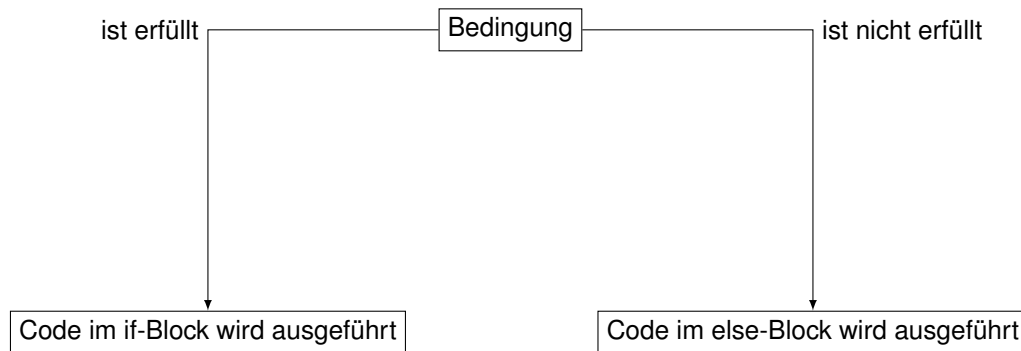 ist erfüllt
Bedingung
ist nicht erfüllt
Code im if-Block wird ausgeführt
Code im else-Block wird ausgeführt